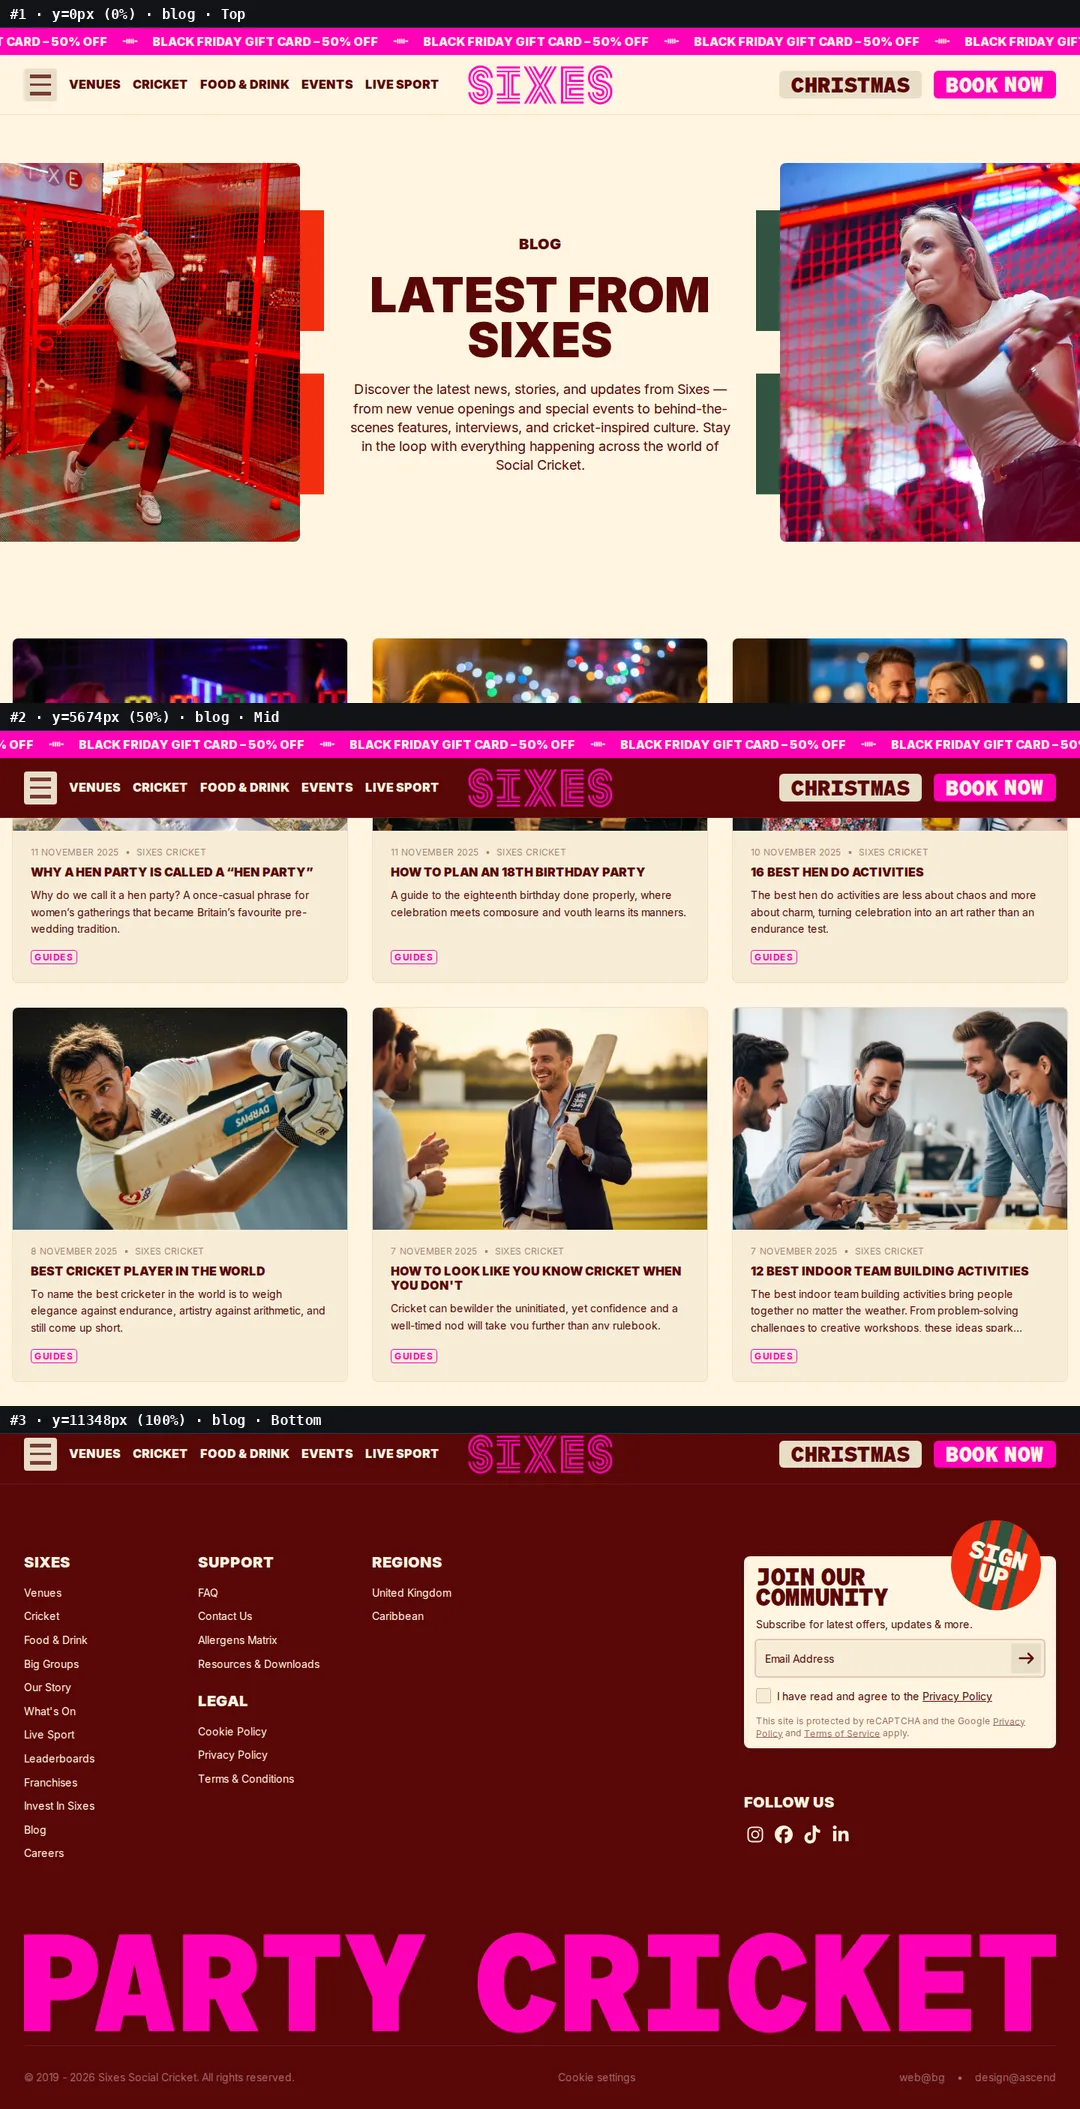 #1 · y=0px (0%) · blog · Top
T CARD – 50% OFF BLACK FRIDAY GIFT CARD – 50% OFF BLACK FRIDAY GIFT CARD – 50% OFF BLACK FRIDAY GIFT CARD – 50% OFF BLACK FRIDAY GIF
VENUES CRICKET FOOD & DRINK EVENTS LIVE SPORT SIXES CHRISTMAS BOOK NOW
BLOG
LATEST FROM
SIXES
Discover the latest news, stories, and updates from Sixes —
from new venue openings and special events to behind-the-
scenes features, interviews, and cricket-inspired culture. Stay
in the loop with everything happening across the world of
Social Cricket.
#2 · y=5674px (50%) · blog · Mid
% OFF BLACK FRIDAY GIFT CARD – 50% OFF BLACK FRIDAY GIFT CARD – 50% OFF BLACK FRIDAY GIFT CARD – 50% OFF BLACK FRIDAY GIFT CARD – 50%
VENUES CRICKET FOOD & DRINK EVENTS LIVE SPORT SIXES CHRISTMAS BOOK NOW
11 NOVEMBER 2025 • SIXES CRICKET
WHY A HEN PARTY IS CALLED A “HEN PARTY”
Why do we call it a hen party? A once-casual phrase for
women’s gatherings that became Britain’s favourite pre-
wedding tradition.
GUIDES
11 NOVEMBER 2025 • SIXES CRICKET
HOW TO PLAN AN 18TH BIRTHDAY PARTY
A guide to the eighteenth birthday done properly, where
celebration meets composure and youth learns its manners.
GUIDES
10 NOVEMBER 2025 • SIXES CRICKET
16 BEST HEN DO ACTIVITIES
The best hen do activities are less about chaos and more
about charm, turning celebration into an art rather than an
endurance test.
GUIDES
8 NOVEMBER 2025 • SIXES CRICKET
BEST CRICKET PLAYER IN THE WORLD
To name the best cricketer in the world is to weigh
elegance against endurance, artistry against arithmetic, and
still come up short.
GUIDES
7 NOVEMBER 2025 • SIXES CRICKET
HOW TO LOOK LIKE YOU KNOW CRICKET WHEN
YOU DON'T
Cricket can bewilder the uninitiated, yet confidence and a
well-timed nod will take you further than any rulebook.
GUIDES
7 NOVEMBER 2025 • SIXES CRICKET
12 BEST INDOOR TEAM BUILDING ACTIVITIES
The best indoor team building activities bring people
together no matter the weather. From problem-solving
challenges to creative workshops, these ideas spark...
GUIDES
#3 · y=11348px (100%) · blog · Bottom
VENUES CRICKET FOOD & DRINK EVENTS LIVE SPORT SIXES CHRISTMAS BOOK NOW
SIXES
Venues
Cricket
Food & Drink
Big Groups
Our Story
What's On
Live Sport
Leaderboards
Franchises
Invest In Sixes
Blog
Careers
SUPPORT
FAQ
Contact Us
Allergens Matrix
Resources & Downloads
LEGAL
Cookie Policy
Privacy Policy
Terms & Conditions
REGIONS
United Kingdom
Caribbean
SIGN
UP
JOIN OUR
COMMUNITY
Subscribe for latest offers, updates & more.
Email Address
I have read and agree to the Privacy Policy
This site is protected by reCAPTCHA and the Google Privacy
Policy and Terms of Service apply.
FOLLOW US
PARTY CRICKET
© 2019 - 2026 Sixes Social Cricket. All rights reserved.
Cookie settings
web@bg • design@ascend